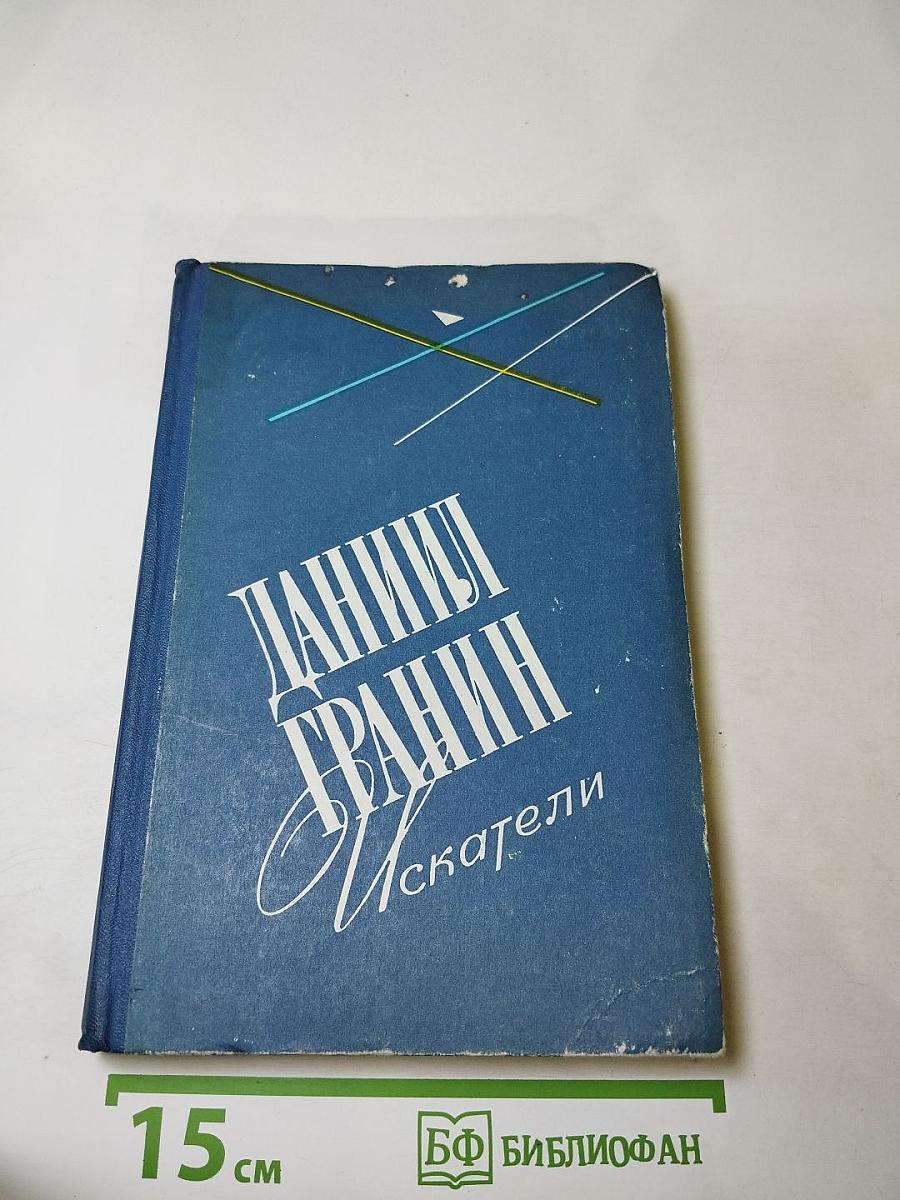 ДАНИИЛ
ГРАНИН
Искатели
15 см
БФ БИБЛИОФАН